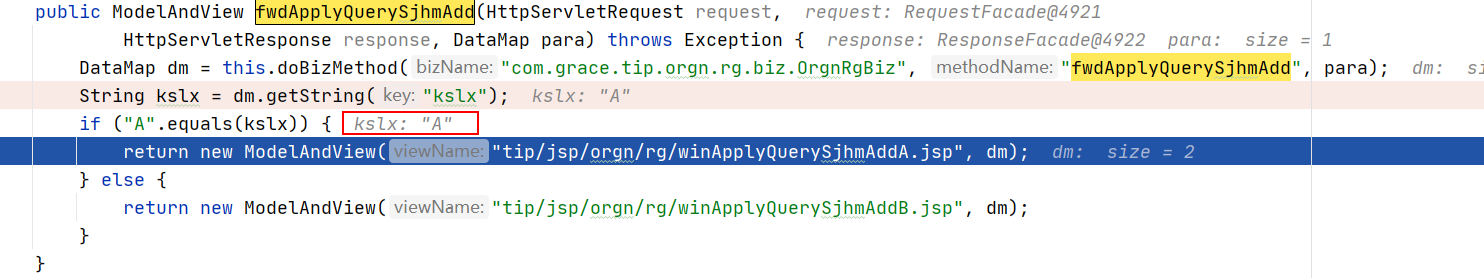 public ModelAndView fwdApplyQuerySjhmAdd(HttpServletRequest request,  request: RequestFacade@4921
        HttpServletResponse response, DataMap para) throws Exception {  response: ResponseFacade@4922  para:  size = 1
    DataMap dm = this.doBizMethod( bizName: "com.grace.tip.orgn.rg.biz.OrgnRgBiz", methodName: "fwdApplyQuerySjhmAdd", para);  dm:
    String kslx = dm.getString( key: "kslx");  kslx: "A"
    if ("A".equals(kslx)) {  kslx: "A"
        return new ModelAndView( viewName: "tip/jsp/orgn/rg/winApplyQuerySjhmAddA.jsp", dm);  dm:  size = 2
    } else {
        return new ModelAndView( viewName: "tip/jsp/orgn/rg/winApplyQuerySjhmAddB.jsp", dm);
    }
}